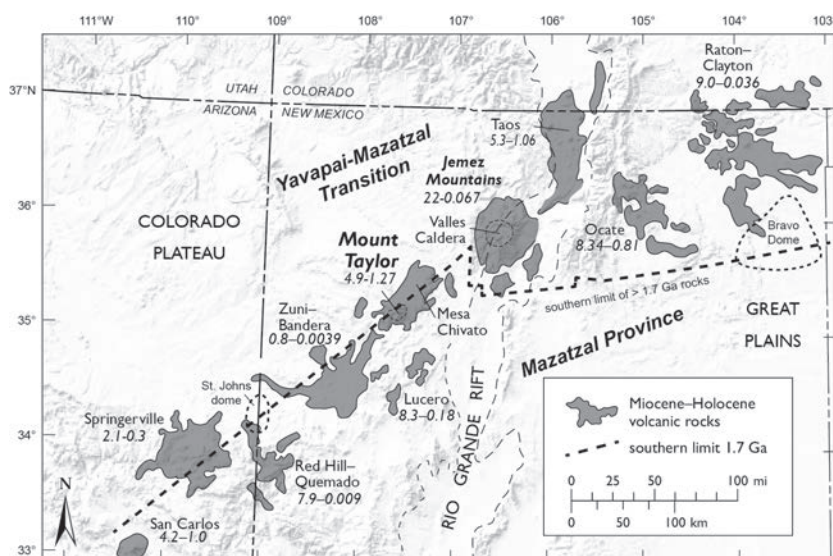 111°W
110°
109°
108°
107°
106°
105°
104°
103°
37°N
36°
35°
34°
33°
UTAH
COLORADO
ARIZONA
NEW MEXICO
Raton–
Clayton
9.0–0.036
Taos
5.3–1.06
Yavapai-Mazatzal
Transition
Jemez
Mountains
22-0.067
Valles
Caldera
COLORADO
PLATEAU
Ocate
8.34–0.81
Bravo
Dome
Mount
Taylor
4.9-1.27
southern limit of > 1.7 Ga rocks
Zuni-
Bandera
0.8–0.0039
Mesa
Chivato
Mazatzal Province
GREAT
PLAINS
St. Johns
dome
Lucero
8.3–0.18
Springerville
2.1-0.3
RIO GRANDE RIFT
Red Hill–
Quemado
7.9–0.009
San Carlos
4.2–1.0
N
Miocene–Holocene
volcanic rocks
southern limit 1.7 Ga
0 50 100 mi
0 50 100 km